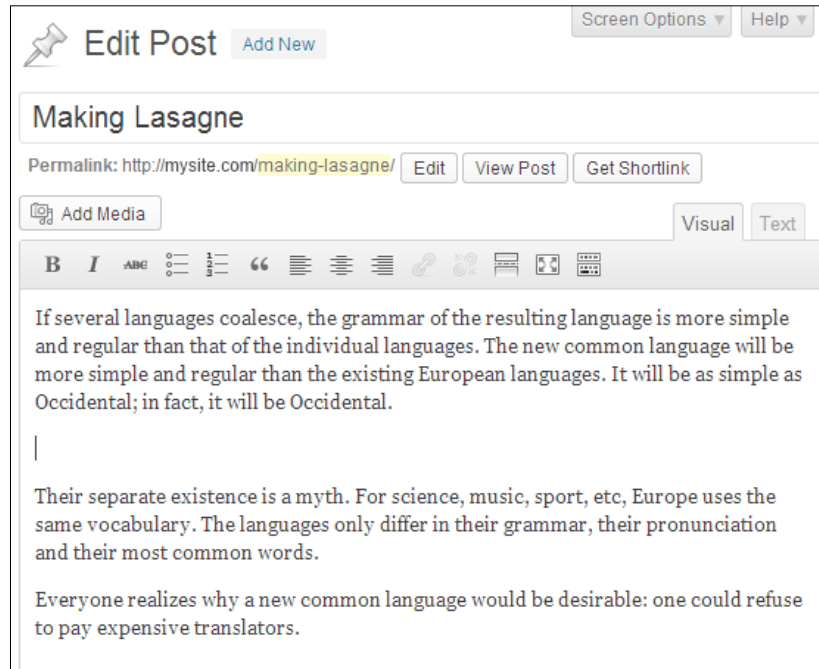 Screen Options Help
Edit Post Add New
Making Lasagne
Permalink: http://mysite.com/making-lasagne/ Edit View Post Get Shortlink
Add Media
Visual Text
B I ABC 1 2 3 “
If several languages coalesce, the grammar of the resulting language is more simple
and regular than that of the individual languages. The new common language will be
more simple and regular than the existing European languages. It will be as simple as
Occidental; in fact, it will be Occidental.
Their separate existence is a myth. For science, music, sport, etc, Europe uses the
same vocabulary. The languages only differ in their grammar, their pronunciation
and their most common words.
Everyone realizes why a new common language would be desirable: one could refuse
to pay expensive translators.